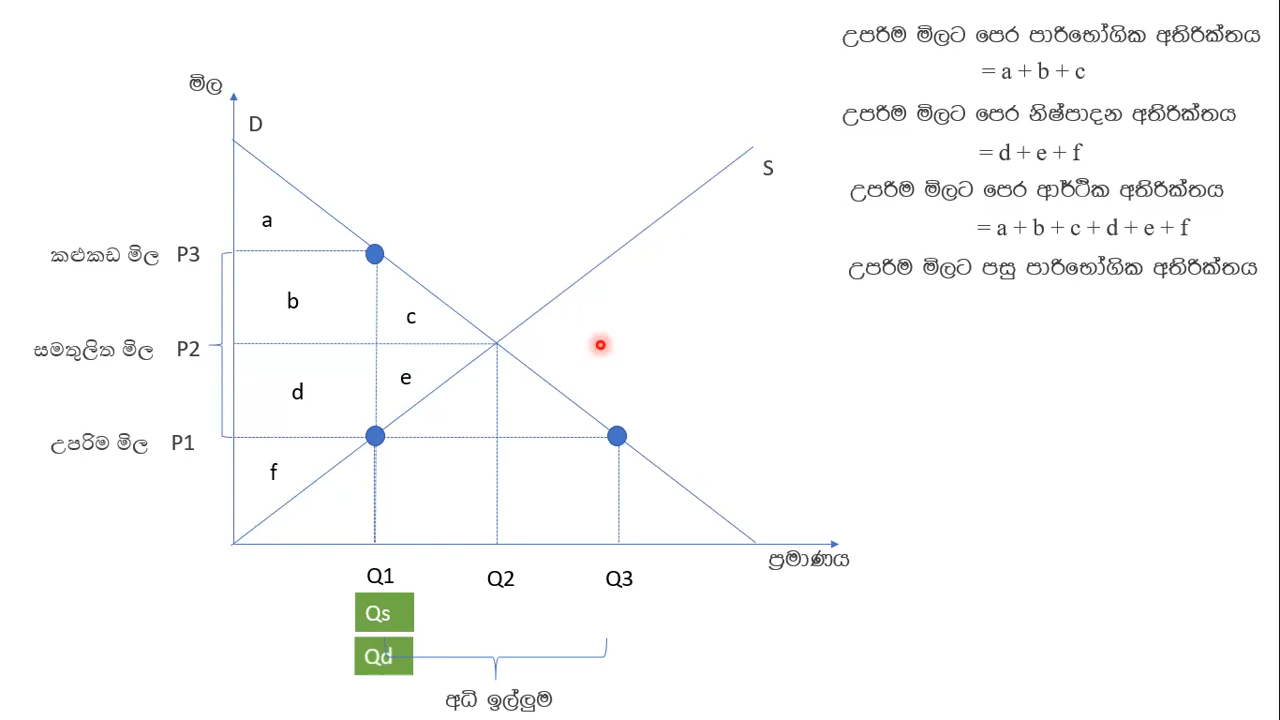 උපරිම මිලට පෙර පාරිභෝගික අතිරික්තය
= a + b + c
උපරිම මිලට පෙර නිෂ්පාදන අතිරික්තය
= d + e + f
උපරිම මිලට පෙර ආර්ථික අතිරික්තය
= a + b + c + d + e + f
උපරිම මිලට පසු පාරිභෝගික අතිරික්තය
මිල
D
S
a
කළුකඩ මිල P3
b
c
සමතුලිත මිල P2
e
d
උපරිම මිල P1
f
ප්‍රමාණය
Q1 Q2 Q3
Qs
Qd
අධි ඉල්ලුම